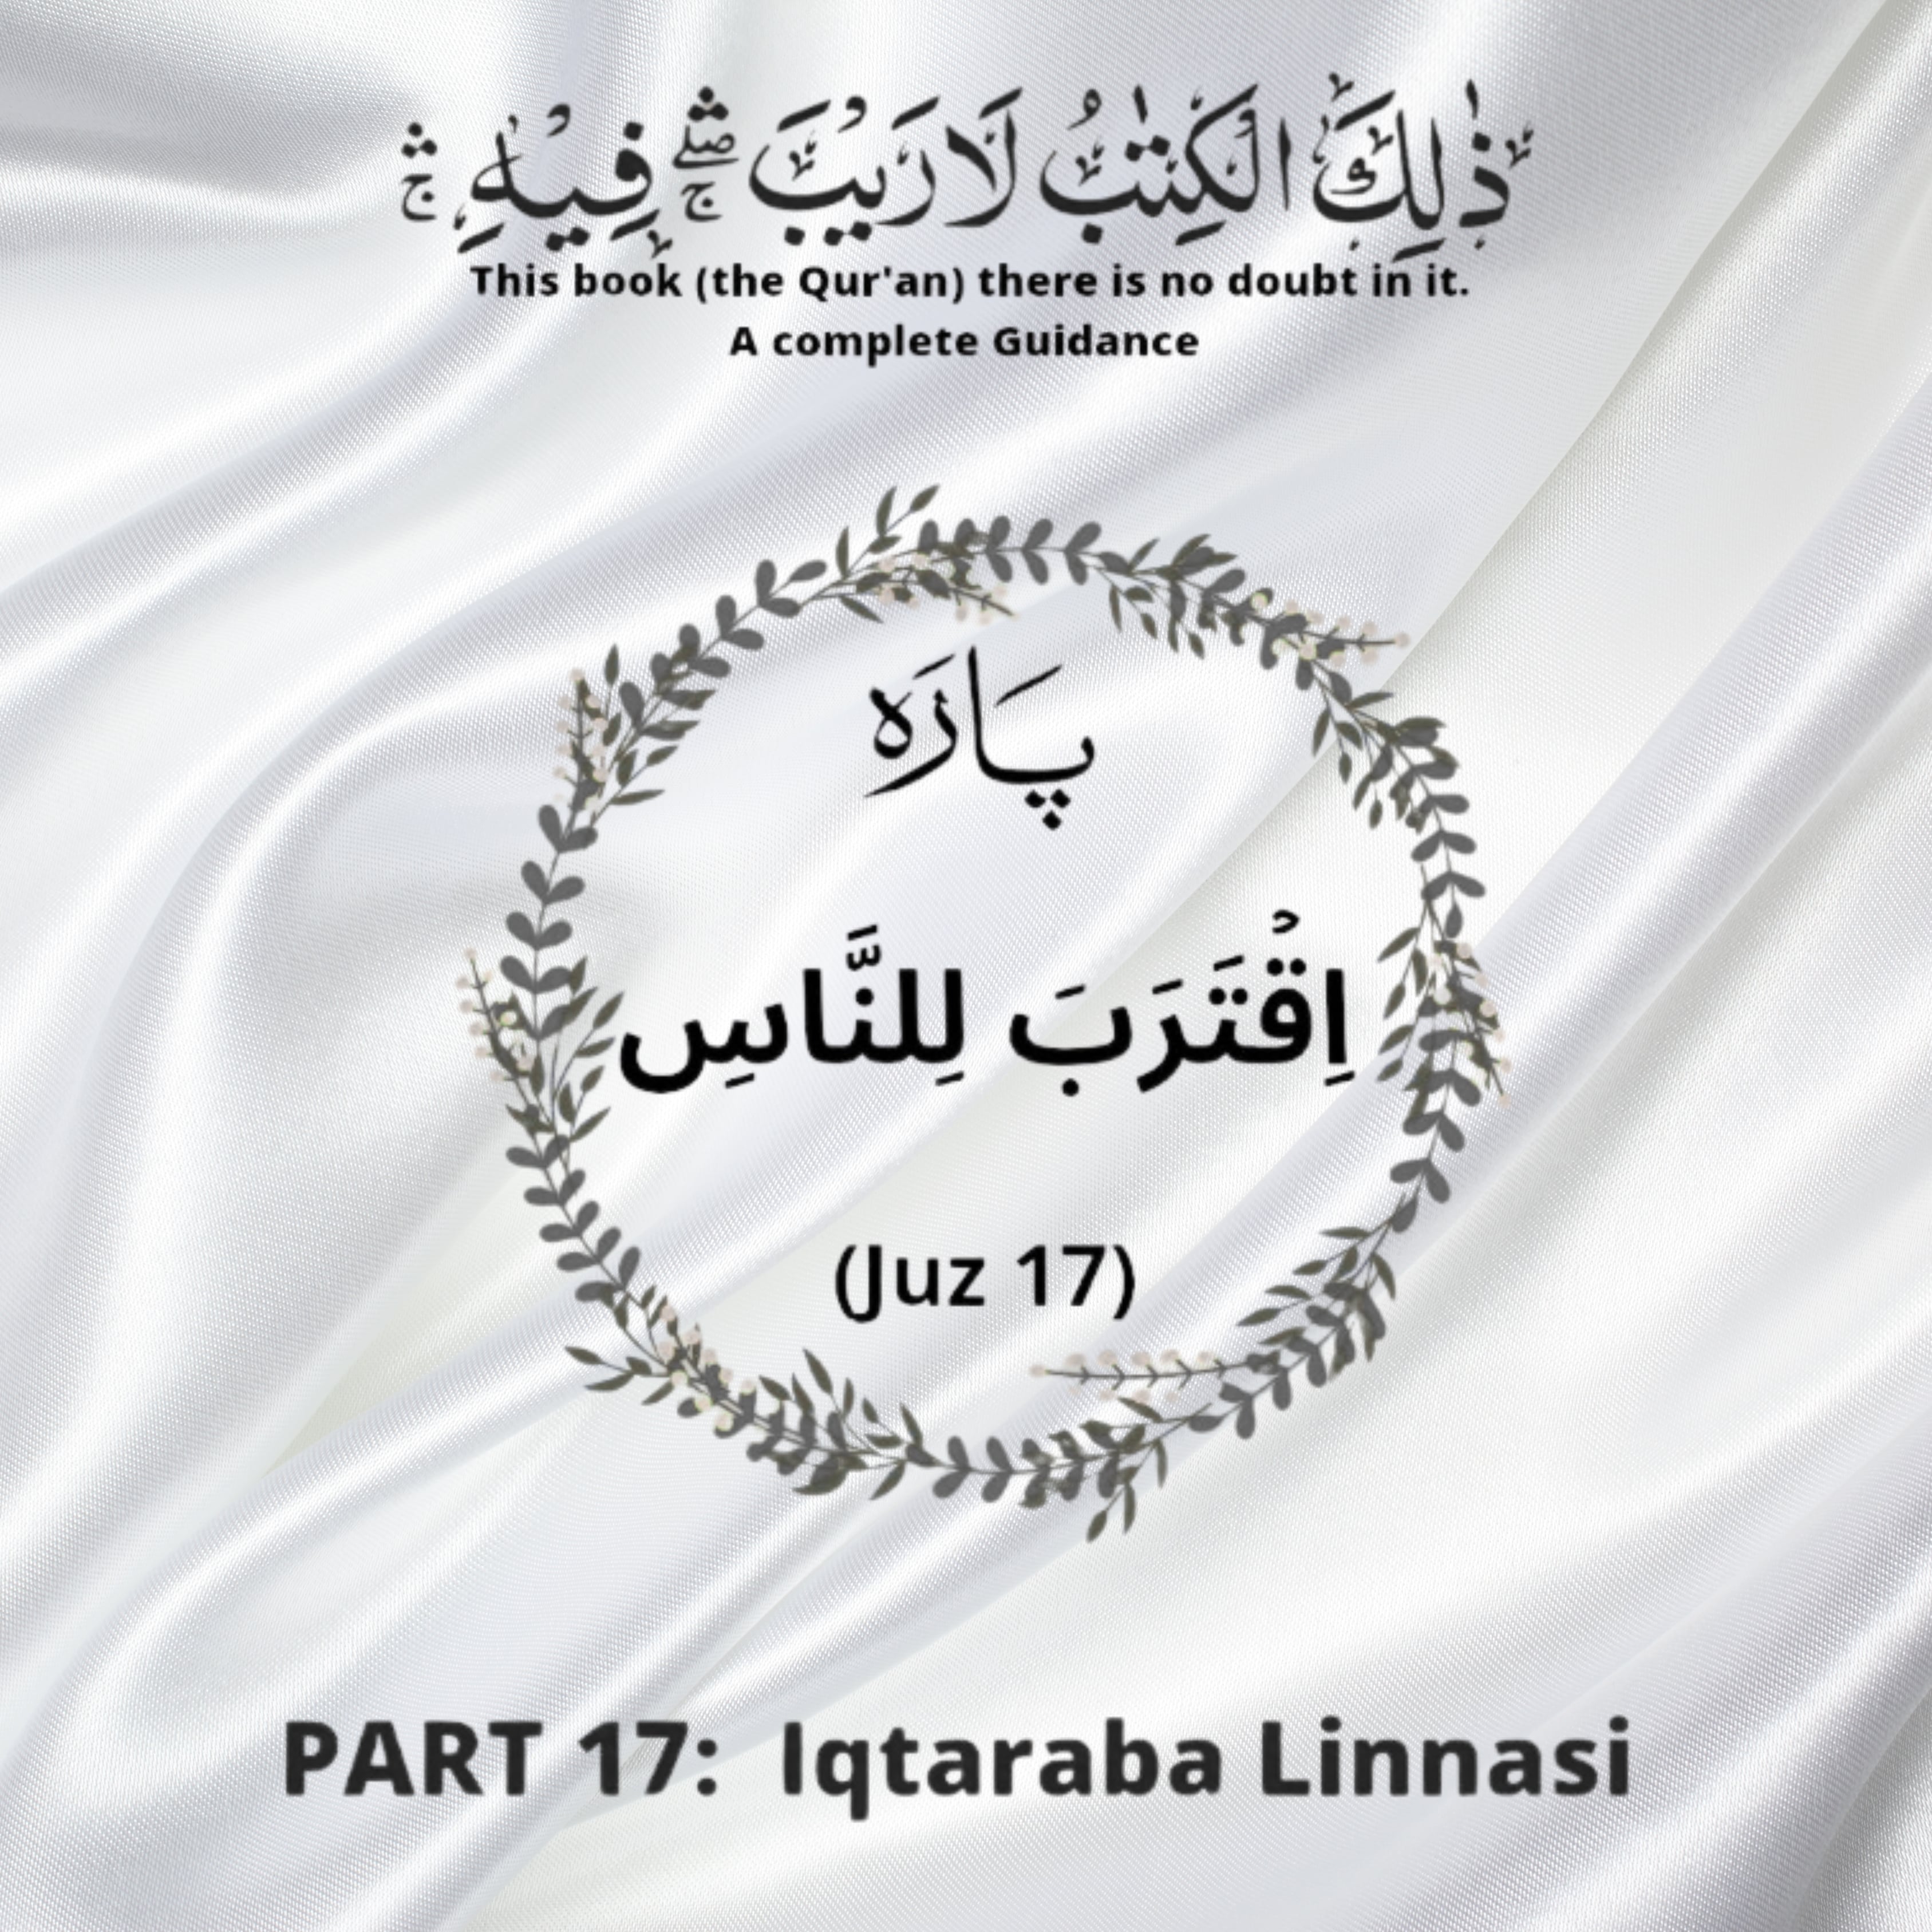 ذٰلِكَ الْكِتٰبُ لَا رَيْبَ ۛۖۚ فِيْهِ ۛۚ
This book (the Qur'an) there is no doubt in it.
A complete Guidance
پَارَه
اِقْتَرَبَ لِلنَّاسِ
(Juz 17)
PART 17: Iqtaraba Linnasi